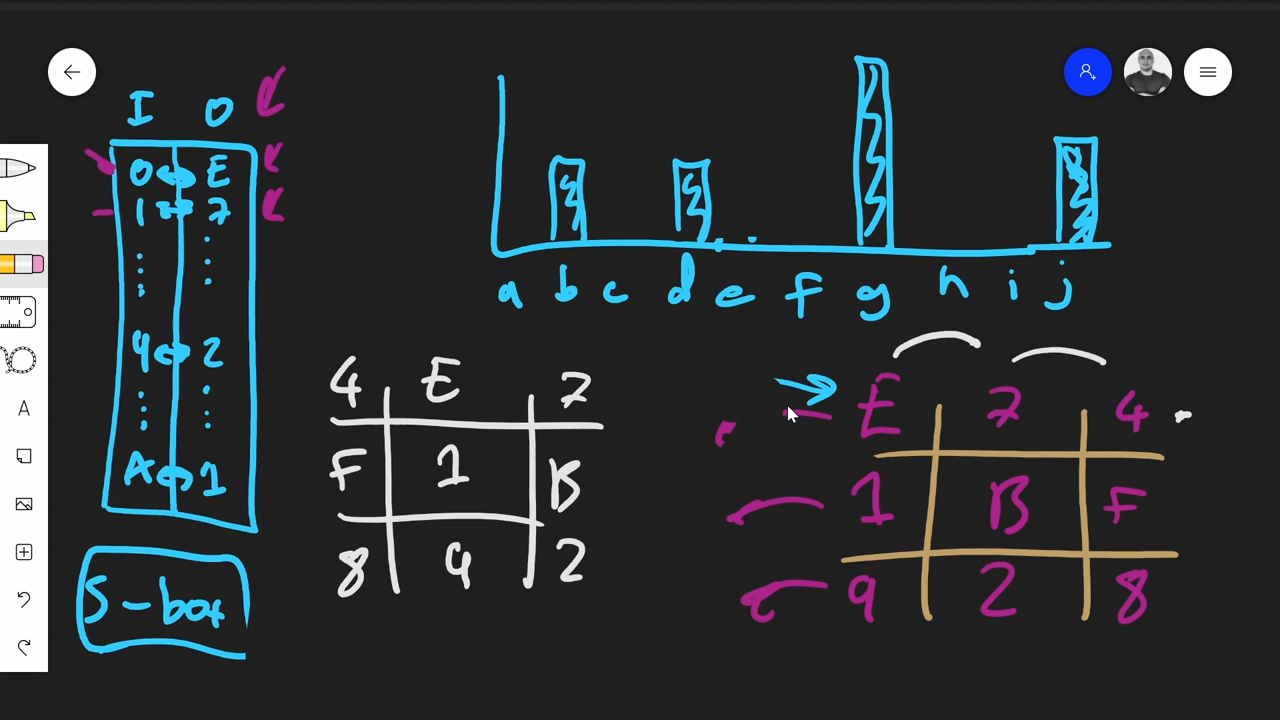 I O
0 E
1 7
4 2
A 1
S-box
a b c d e f g h i j
4 E 7
F 1 B
8 9 2
E 7 4
1 B F
9 2 8
A